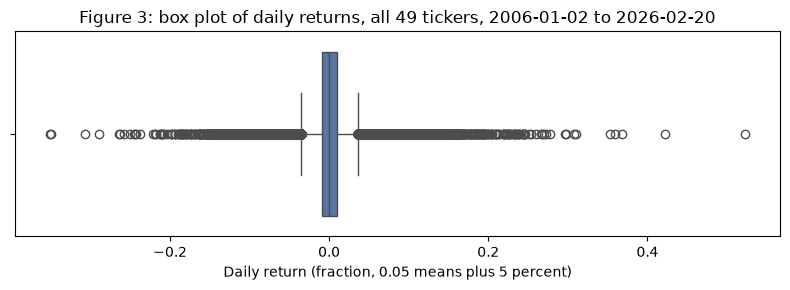 Figure 3: box plot of daily returns, all 49 tickers, 2006-01-02 to 2026-02-20
−0.2 0.0 0.2 0.4
Daily return (fraction, 0.05 means plus 5 percent)